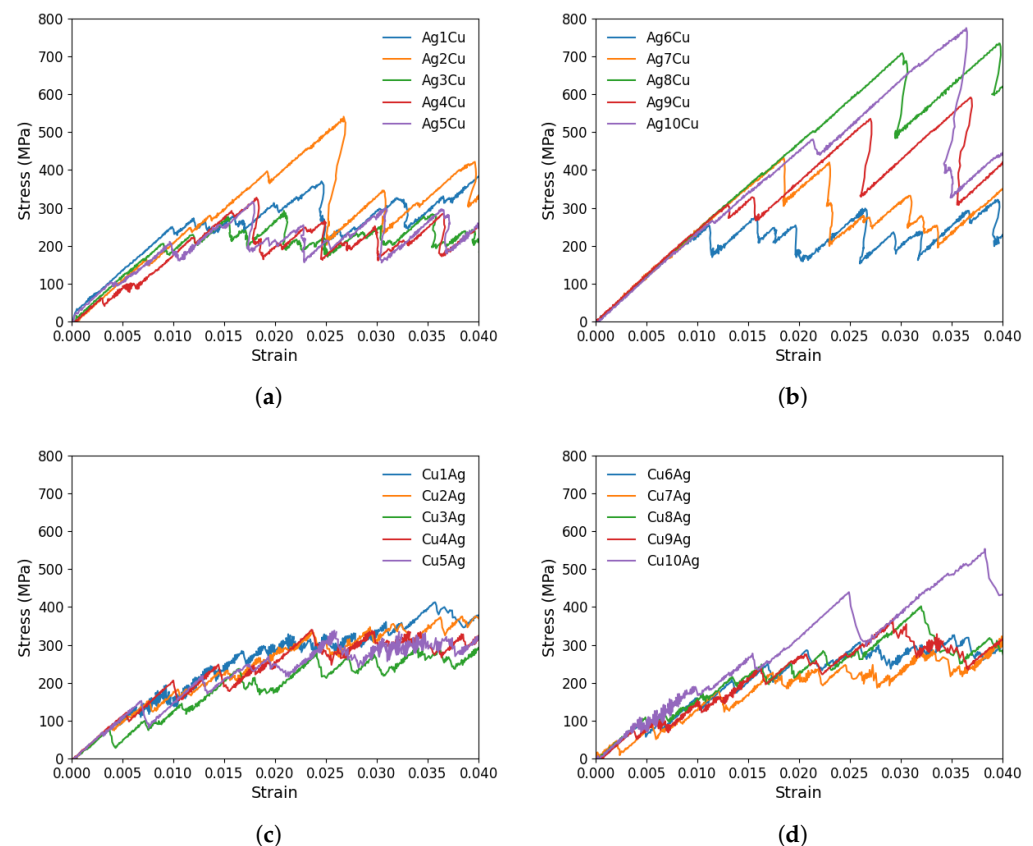 800
700
600
500
400
300
200
100
0
Stress (MPa)
Ag1Cu
Ag2Cu
Ag3Cu
Ag4Cu
Ag5Cu
0.000 0.005 0.010 0.015 0.020 0.025 0.030 0.035 0.040
Strain
(a)
800
700
600
500
400
300
200
100
0
Stress (MPa)
Ag6Cu
Ag7Cu
Ag8Cu
Ag9Cu
Ag10Cu
0.000 0.005 0.010 0.015 0.020 0.025 0.030 0.035 0.040
Strain
(b)
800
700
600
500
400
300
200
100
0
Stress (MPa)
Cu1Ag
Cu2Ag
Cu3Ag
Cu4Ag
Cu5Ag
0.000 0.005 0.010 0.015 0.020 0.025 0.030 0.035 0.040
Strain
(c)
800
700
600
500
400
300
200
100
0
Stress (MPa)
Cu6Ag
Cu7Ag
Cu8Ag
Cu9Ag
Cu10Ag
0.000 0.005 0.010 0.015 0.020 0.025 0.030 0.035 0.040
Strain
(d)